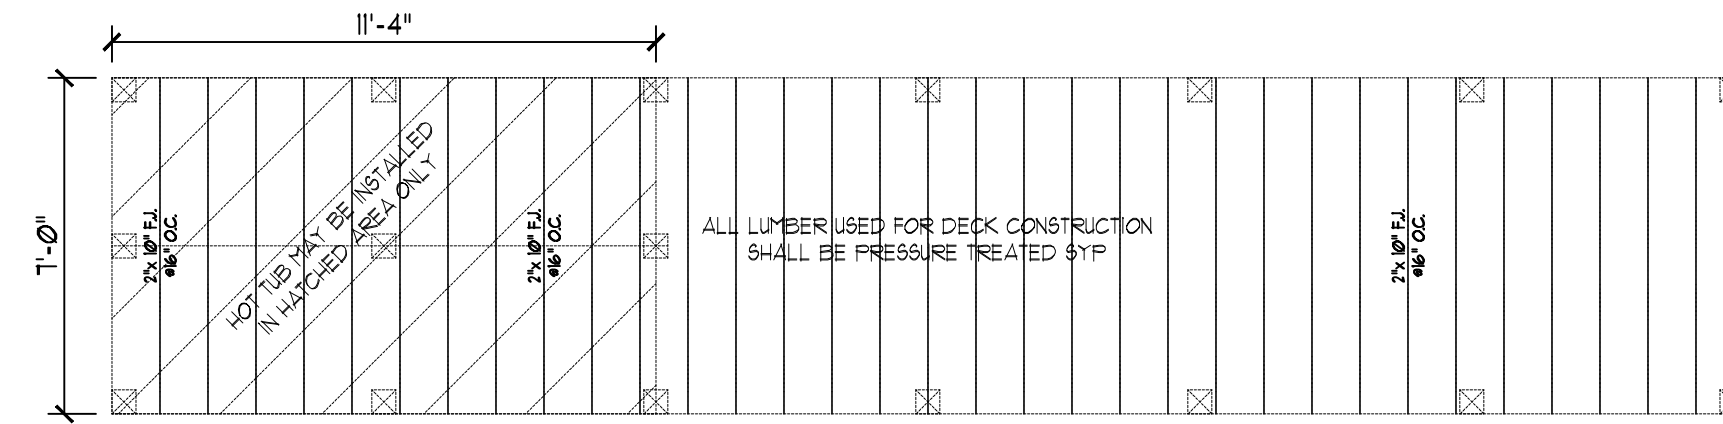 11'-4"
7'-0"
2"x 10" F.J.
@16" O.C.
HOT TUB MAY BE INSTALLED
IN HATCHED AREA ONLY
2"x 10" F.J.
@16" O.C.
ALL LUMBER USED FOR DECK CONSTRUCTION
SHALL BE PRESSURE TREATED SYP
2"x 10" F.J.
@16" O.C.